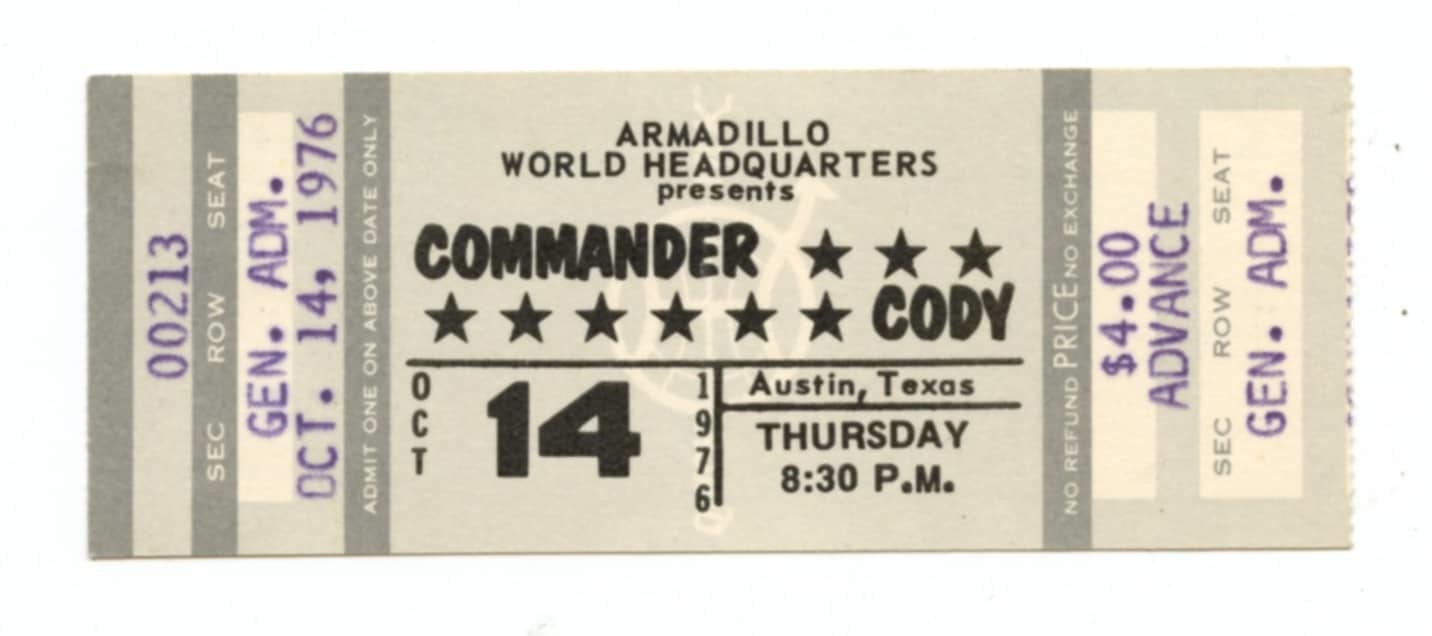 00213
SEC ROW SEAT
GEN. ADM.
OCT. 14, 1976
ADMIT ONE ON ABOVE DATE ONLY
ARMADILLO
WORLD HEADQUARTERS
presents
COMMANDER ★ ★ ★
★ ★ ★ ★ ★ ★ CODY
OCT 14 1976
Austin, Texas
THURSDAY
8:30 P.M.
NO REFUND PRICE NO EXCHANGE
$4.00
ADVANCE
SEC ROW SEAT
GEN. ADM.